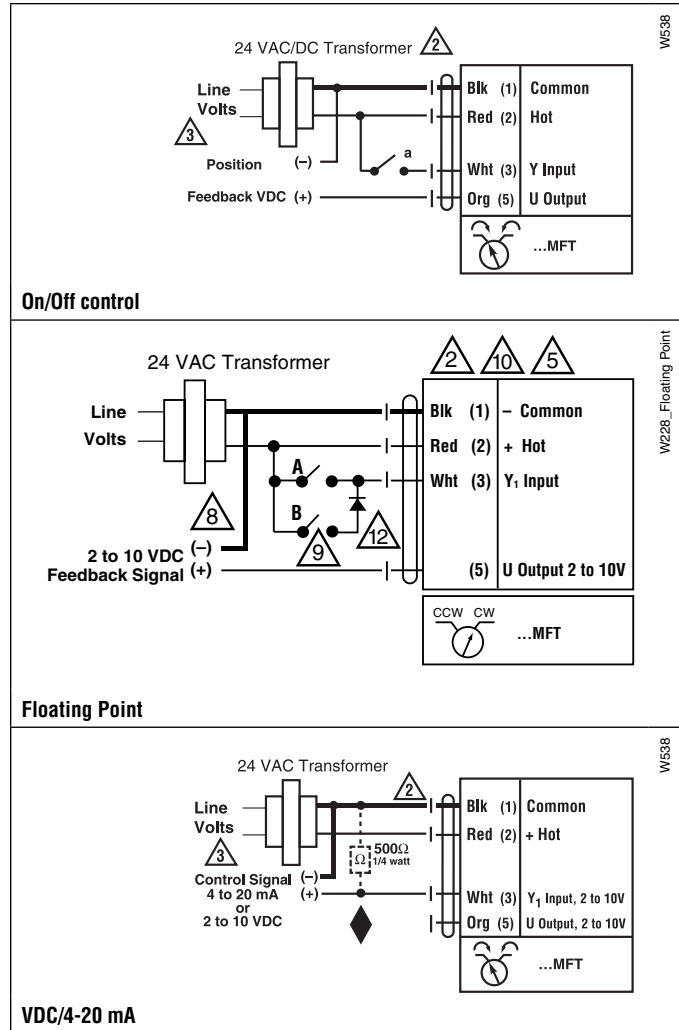 W538
24 VAC/DC Transformer 2
Line
Volts
3
Blk (1) Common
Red (2) Hot
a
Position (–)
Wht (3) Y Input
Feedback VDC (+)
Org (5) U Output
...MFT
On/Off control
W228_Floating Point
24 VAC Transformer
2 10 5
Line
Volts
Blk (1) – Common
Red (2) + Hot
A
Wht (3) Y1 Input
B
8
9
12
2 to 10 VDC (–)
Feedback Signal (+)
(5) U Output 2 to 10V
CCW CW
...MFT
Floating Point
W538
24 VAC Transformer
2
Line
Volts
3
Blk (1) Common
Red (2) + Hot
Ω 500Ω
1/4 watt
Control Signal (–)
4 to 20 mA (+)
or
2 to 10 VDC
Wht (3) Y1 Input, 2 to 10V
Org (5) U Output, 2 to 10V
...MFT
VDC/4-20 mA